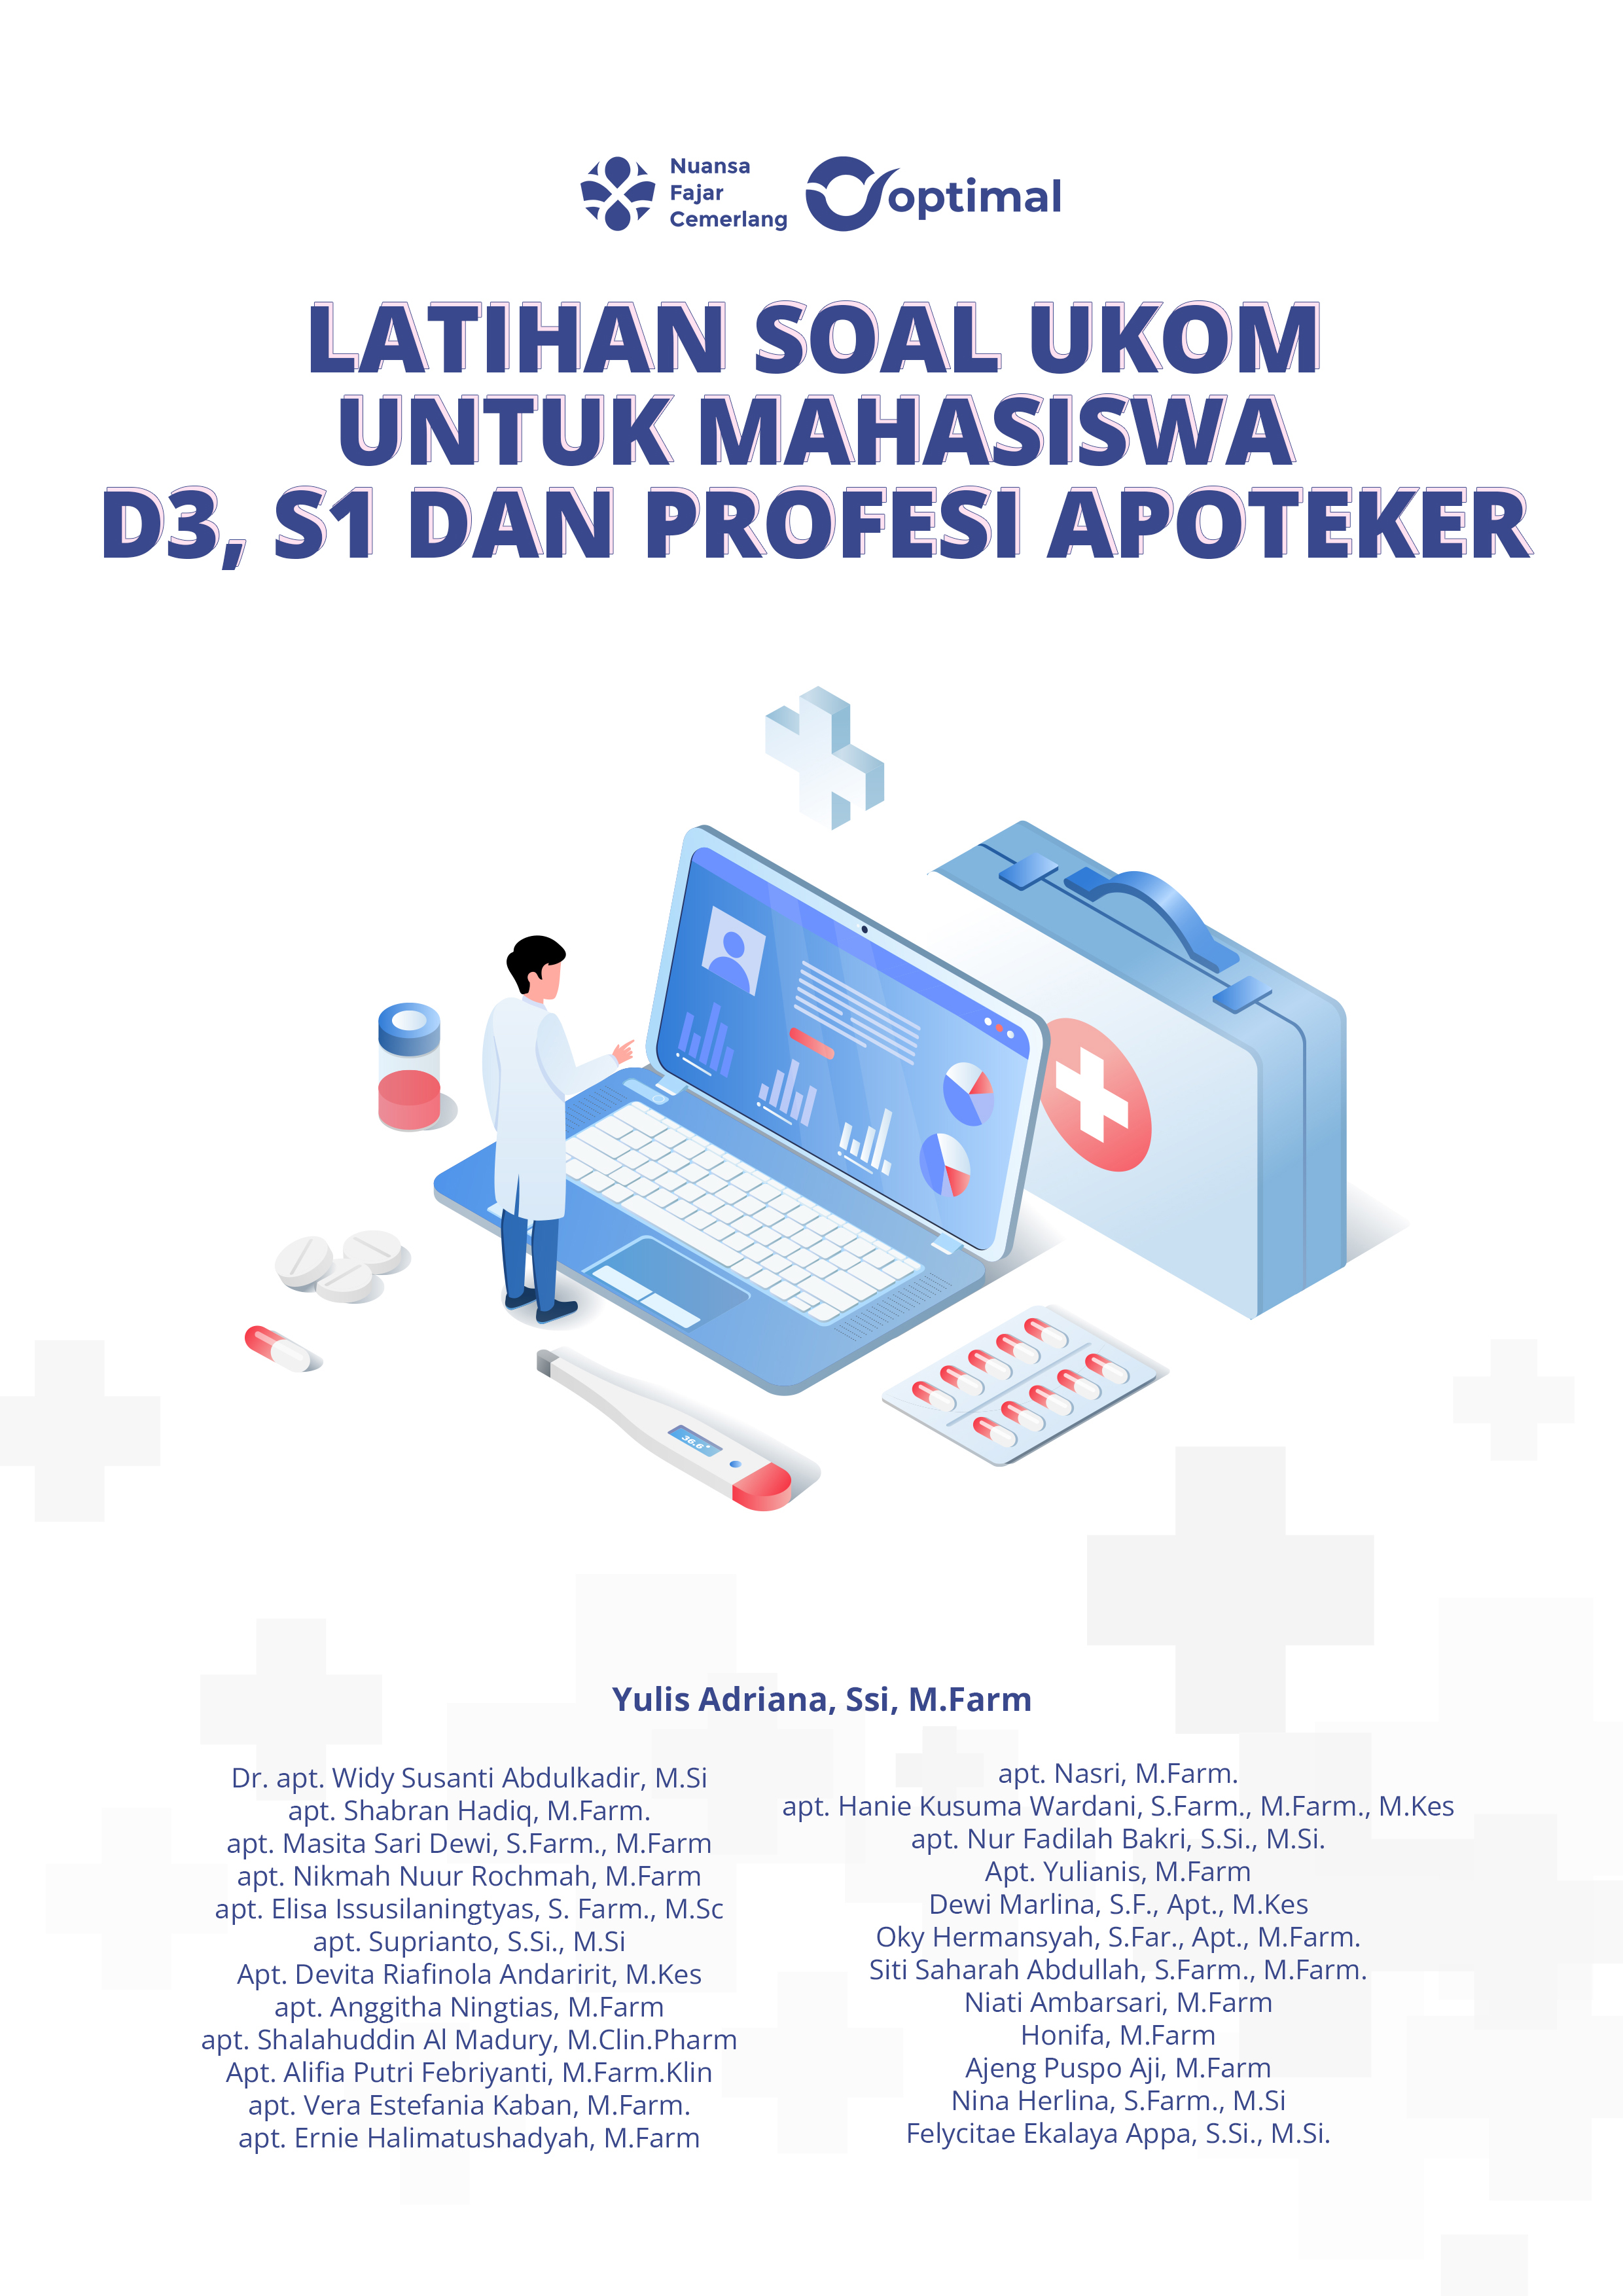 Nuansa
Fajar
Cemerlang
optimal
LATIHAN SOAL UKOM
UNTUK MAHASISWA
D3, S1 DAN PROFESI APOTEKER
36.6°
Yulis Adriana, Ssi, M.Farm
Dr. apt. Widy Susanti Abdulkadir, M.Si
apt. Shabran Hadiq, M.Farm.
apt. Masita Sari Dewi, S.Farm., M.Farm
apt. Nikmah Nuur Rochmah, M.Farm
apt. Elisa Issusilaningtyas, S. Farm., M.Sc
apt. Suprianto, S.Si., M.Si
Apt. Devita Riafinola Andaririt, M.Kes
apt. Anggitha Ningtias, M.Farm
apt. Shalahuddin Al Madury, M.Clin.Pharm
Apt. Alifia Putri Febriyanti, M.Farm.Klin
apt. Vera Estefania Kaban, M.Farm.
apt. Ernie Halimatushadyah, M.Farm
apt. Nasri, M.Farm.
apt. Hanie Kusuma Wardani, S.Farm., M.Farm., M.Kes
apt. Nur Fadilah Bakri, S.Si., M.Si.
Apt. Yulianis, M.Farm
Dewi Marlina, S.F., Apt., M.Kes
Oky Hermansyah, S.Far., Apt., M.Farm.
Siti Saharah Abdullah, S.Farm., M.Farm.
Niati Ambarsari, M.Farm
Honifa, M.Farm
Ajeng Puspo Aji, M.Farm
Nina Herlina, S.Farm., M.Si
Felycitae Ekalaya Appa, S.Si., M.Si.